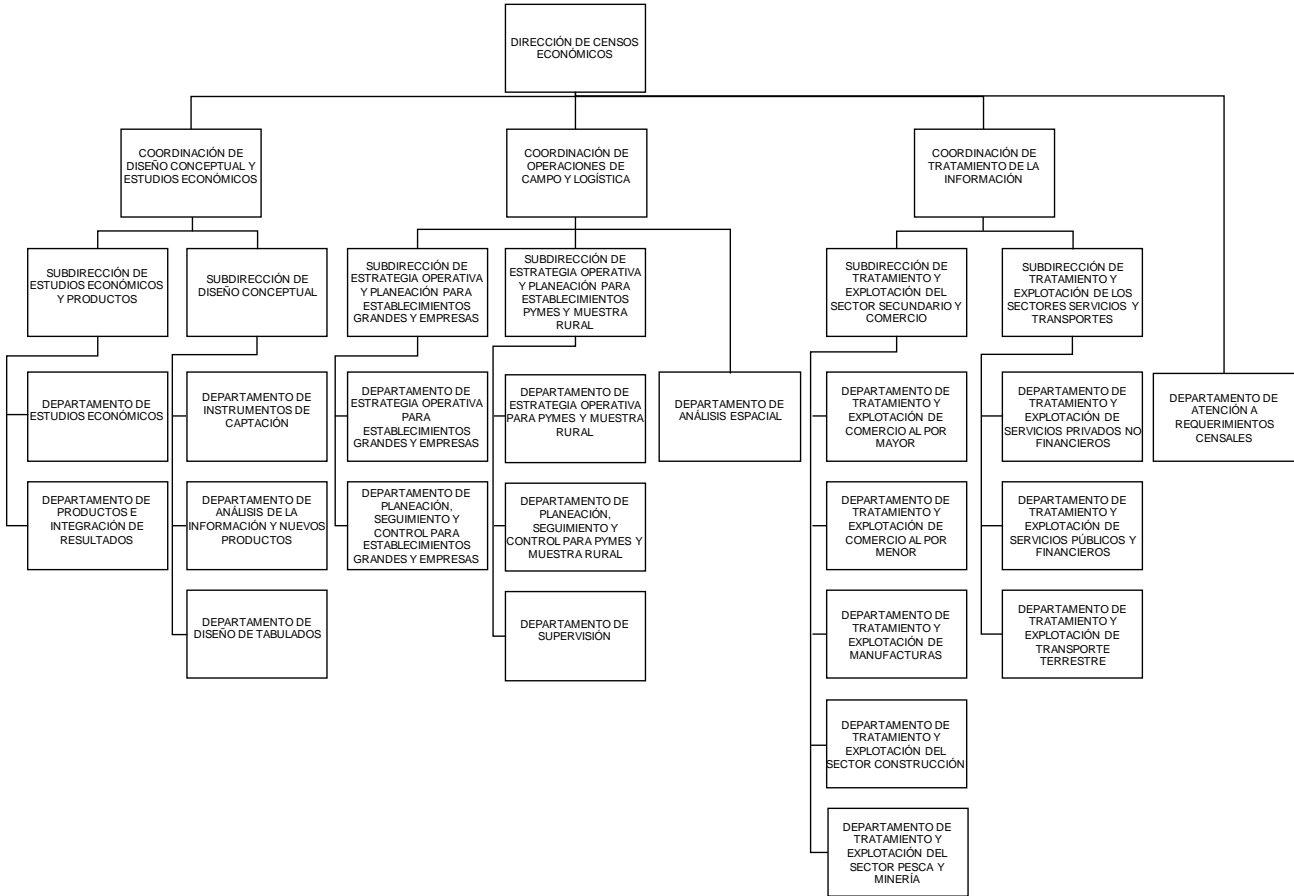 DIRECCIÓN DE CENSOS
ECONÓMICOS
COORDINACIÓN DE
DISEÑO CONCEPTUAL Y
ESTUDIOS ECONÓMICOS
COORDINACIÓN DE
OPERACIONES DE
CAMPO Y LOGÍSTICA
COORDINACIÓN DE
TRATAMIENTO DE LA
INFORMACIÓN
SUBDIRECCIÓN DE
ESTUDIOS ECONÓMICOS
Y PRODUCTOS
SUBDIRECCIÓN DE
DISEÑO CONCEPTUAL
SUBDIRECCIÓN DE
ESTRATEGIA OPERATIVA
Y PLANEACIÓN PARA
ESTABLECIMIENTOS
GRANDES Y EMPRESAS
SUBDIRECCIÓN DE
ESTRATEGIA OPERATIVA
Y PLANEACIÓN PARA
ESTABLECIMIENTOS
PYMES Y MUESTRA
RURAL
SUBDIRECCIÓN DE
TRATAMIENTO Y
EXPLOTACIÓN DEL
SECTOR SECUNDARIO Y
COMERCIO
SUBDIRECCIÓN DE
TRATAMIENTO Y
EXPLOTACIÓN DE LOS
SECTORES SERVICIOS Y
TRANSPORTES
DEPARTAMENTO DE
ESTUDIOS ECONÓMICOS
DEPARTAMENTO DE
INSTRUMENTOS DE
CAPTACIÓN
DEPARTAMENTO DE
ESTRATEGIA OPERATIVA
PARA
ESTABLECIMIENTOS
GRANDES Y EMPRESAS
DEPARTAMENTO DE
ESTRATEGIA OPERATIVA
PARA PYMES Y MUESTRA
RURAL
DEPARTAMENTO DE
ANÁLISIS ESPACIAL
DEPARTAMENTO DE
TRATAMIENTO Y
EXPLOTACIÓN DE
COMERCIO AL POR
MAYOR
DEPARTAMENTO DE
TRATAMIENTO Y
EXPLOTACIÓN DE
SERVICIOS PRIVADOS NO
FINANCIEROS
DEPARTAMENTO DE
ATENCIÓN A
REQUERIMIENTOS
CENSALES
DEPARTAMENTO DE
PRODUCTOS E
INTEGRACIÓN DE
RESULTADOS
DEPARTAMENTO DE
ANÁLISIS DE LA
INFORMACIÓN Y NUEVOS
PRODUCTOS
DEPARTAMENTO DE
PLANEACIÓN,
SEGUIMIENTO Y
CONTROL PARA
ESTABLECIMIENTOS
GRANDES Y EMPRESAS
DEPARTAMENTO DE
PLANEACIÓN,
SEGUIMIENTO Y
CONTROL PARA PYMES Y
MUESTRA RURAL
DEPARTAMENTO DE
TRATAMIENTO Y
EXPLOTACIÓN DE
COMERCIO AL POR
MENOR
DEPARTAMENTO DE
TRATAMIENTO Y
EXPLOTACIÓN DE
SERVICIOS PÚBLICOS Y
FINANCIEROS
DEPARTAMENTO DE
DISEÑO DE TABULADOS
DEPARTAMENTO DE
SUPERVISIÓN
DEPARTAMENTO DE
TRATAMIENTO Y
EXPLOTACIÓN DE
MANUFACTURAS
DEPARTAMENTO DE
TRATAMIENTO Y
EXPLOTACIÓN DE
TRANSPORTE
TERRESTRE
DEPARTAMENTO DE
TRATAMIENTO Y
EXPLOTACIÓN DEL
SECTOR CONSTRUCCIÓN
DEPARTAMENTO DE
TRATAMIENTO Y
EXPLOTACIÓN DEL
SECTOR PESCA Y
MINERÍA